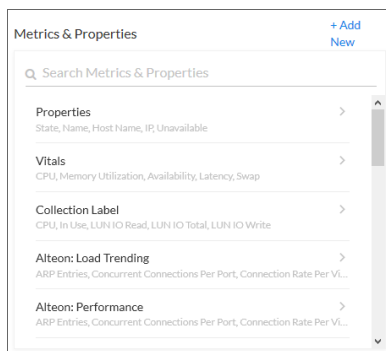 Metrics & Properties
+ Add
New
Search Metrics & Properties
Properties
State, Name, Host Name, IP, Unavailable
Vitals
CPU, Memory Utilization, Availability, Latency, Swap
Collection Label
CPU, In Use, LUN IO Read, LUN IO Total, LUN IO Write
Alteon: Load Trending
ARP Entries, Concurrent Connections Per Port, Connection Rate Per Vi...
Alteon: Performance
ARP Entries, Concurrent Connections Per Port, Connection Rate Per Vi...